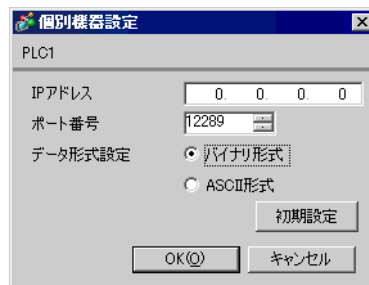 個別機器設定
PLC1
IPアドレス 0. 0. 0. 0
ポート番号 12289
データ形式設定 バイナリ形式
ASCII形式
初期設定
OK(O) キャンセル